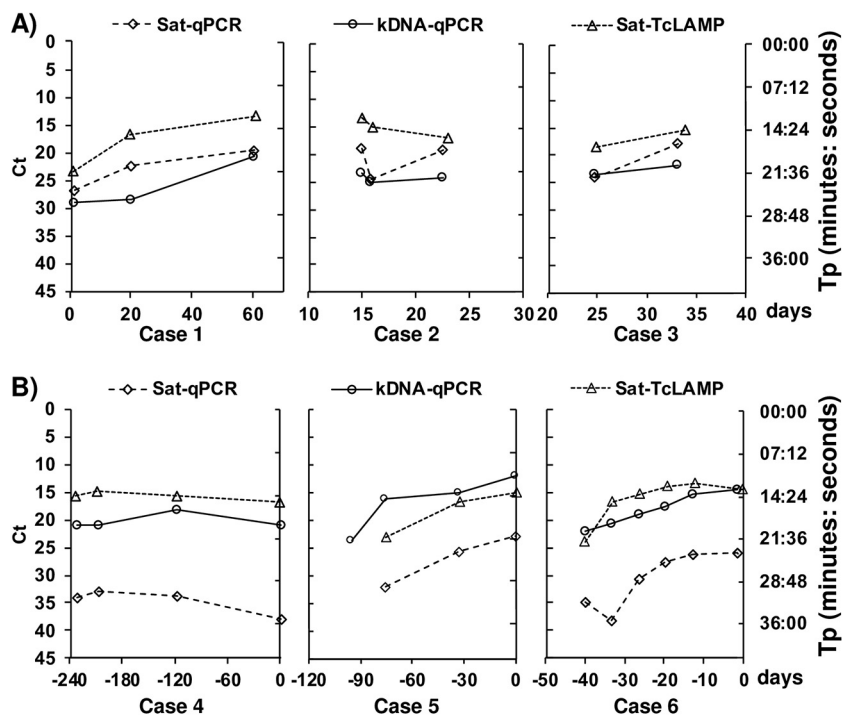 A) Sat-qPCR kDNA-qPCR Sat-TcLAMP
0 00:00
5
10 07:12
15 14:24
20
25 21:36
30 28:48
35
40 36:00
45
Ct
Tp (minutes: seconds)
0 20 40 60 10 15 20 25 30 20 25 30 35 40 days
Case 1 Case 2 Case 3
B) Sat-qPCR kDNA-qPCR Sat-TcLAMP
0 00:00
5
10 07:12
15 14:24
20
25 21:36
30 28:48
35
40 36:00
45
Ct
Tp (minutes: seconds)
-240 -180 -120 -60 0 -120 -90 -60 -30 0 -50 -40 -30 -20 -10 0 days
Case 4 Case 5 Case 6